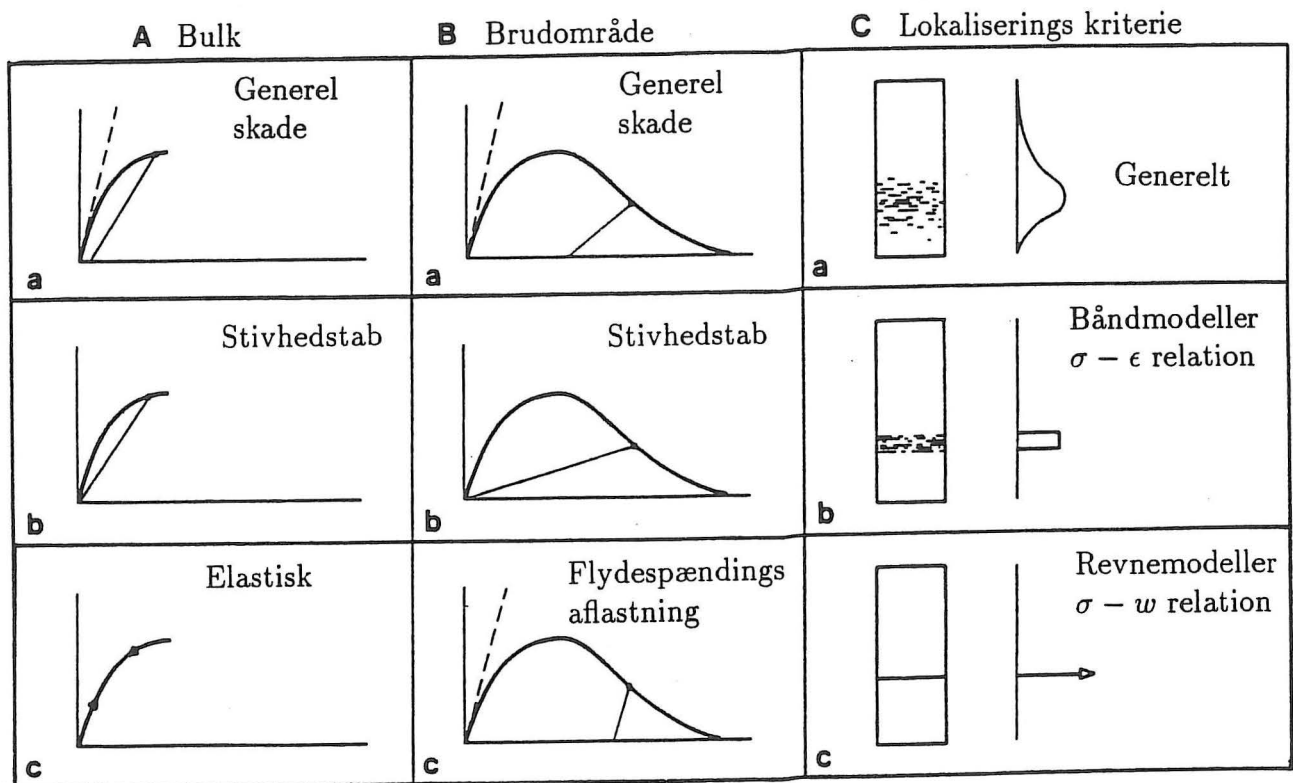 A Bulk
B Brudområde
C Lokaliserings kriterie
Generel
skade
a
Generel
skade
a
Generelt
a
Stivhedstab
b
Stivhedstab
b
Båndmodeller
σ − ϵ relation
b
Elastisk
c
Flydespændings
aflastning
c
Revnemodeller
σ − w relation
c